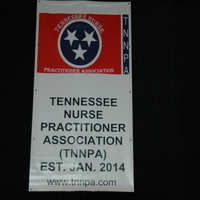 TENNESSEE NURSE
PRACTITIONER ASSOCIATION
TNNPA
TENNESSEE
NURSE
PRACTITIONER
ASSOCIATION
(TNNPA)
EST. JAN. 2014
www.tnnpa.com